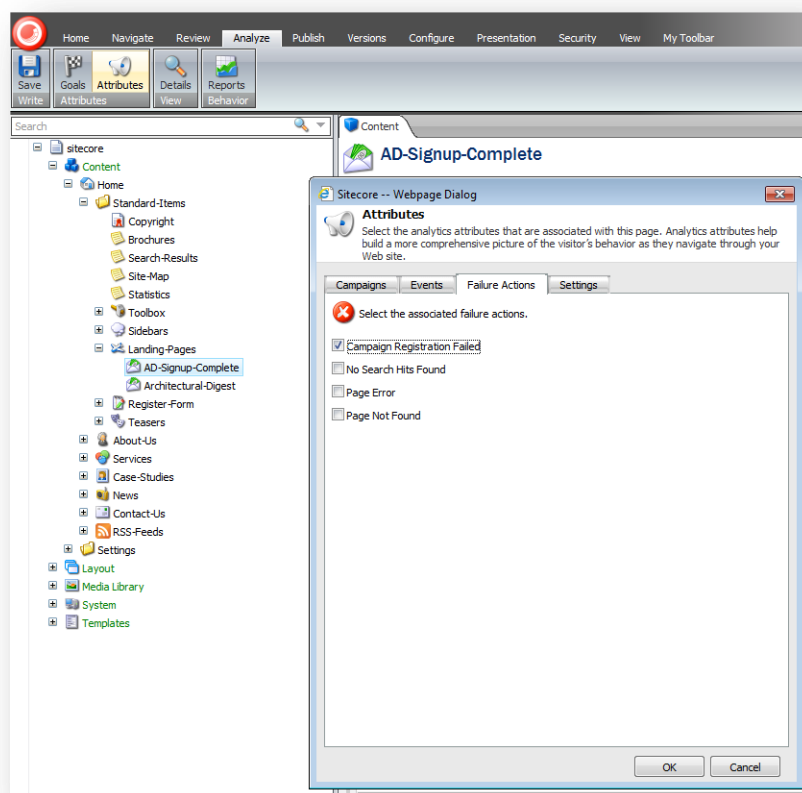 Home Navigate Review Analyze Publish Versions Configure Presentation Security View My Toolbar
Save Goals Attributes Details Reports
Write Attributes View Behavior
Search
Content
sitecore
Content
Home
Standard-Items
Copyright
Brochures
Search-Results
Site-Map
Statistics
Toolbox
Sidebars
Landing-Pages
AD-Signup-Complete
Architectural-Digest
Register-Form
Teasers
About-Us
Services
Case-Studies
News
Contact-Us
RSS-Feeds
Settings
Layout
Media Library
System
Templates
AD-Signup-Complete
Sitecore -- Webpage Dialog
Attributes
Select the analytics attributes that are associated with this page. Analytics attributes help
build a more comprehensive picture of the visitor's behavior as they navigate through your
Web site.
Campaigns Events Failure Actions Settings
Select the associated failure actions.
Campaign Registration Failed
No Search Hits Found
Page Error
Page Not Found
OK Cancel